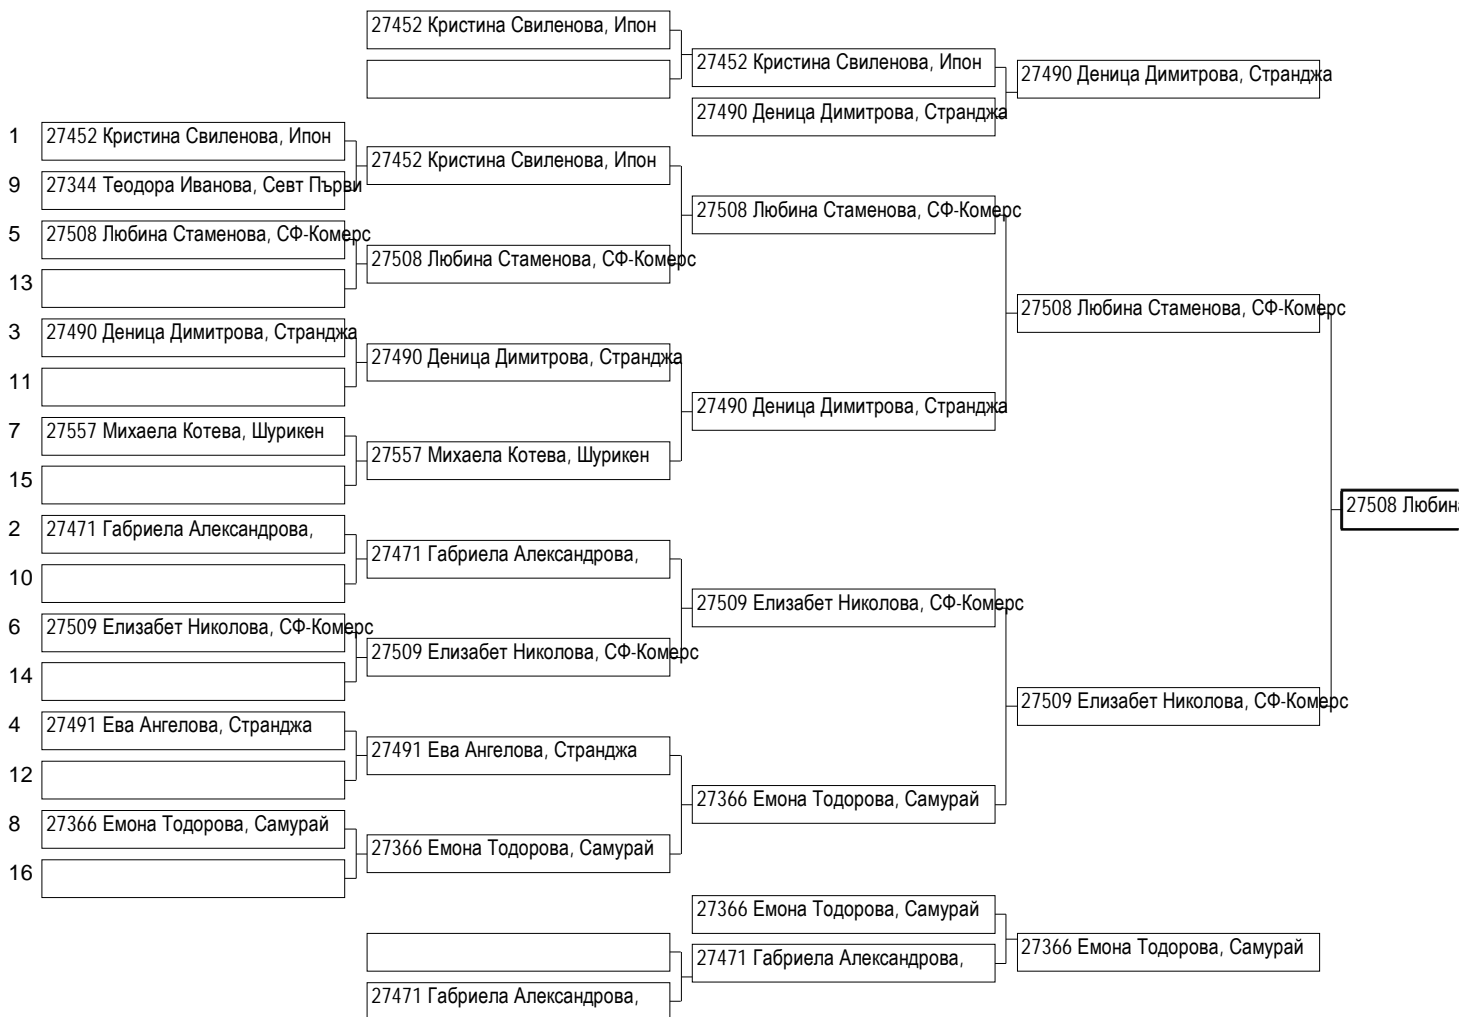 27452 Кристина Свиленова, Ипон
27452 Кристина Свиленова, Ипон
27490 Деница Димитрова, Странджа
27490 Деница Димитрова, Странджа
1 27452 Кристина Свиленова, Ипон
27452 Кристина Свиленова, Ипон
9 27344 Теодора Иванова, Севт Първи
27508 Любина Стаменова, СФ-Комерс
5 27508 Любина Стаменова, СФ-Комерс
27508 Любина Стаменова, СФ-Комерс
13
27508 Любина Стаменова, СФ-Комерс
3 27490 Деница Димитрова, Странджа
27490 Деница Димитрова, Странджа
11
27490 Деница Димитрова, Странджа
7 27557 Михаела Котева, Шурикен
27557 Михаела Котева, Шурикен
15
27508 Любина
2 27471 Габриела Александрова,
27471 Габриела Александрова,
10
27509 Елизабет Николова, СФ-Комерс
6 27509 Елизабет Николова, СФ-Комерс
27509 Елизабет Николова, СФ-Комерс
14
27509 Елизабет Николова, СФ-Комерс
4 27491 Ева Ангелова, Странджа
27491 Ева Ангелова, Странджа
12
27366 Емона Тодорова, Самурай
8 27366 Емона Тодорова, Самурай
27366 Емона Тодорова, Самурай
16
27366 Емона Тодорова, Самурай
27366 Емона Тодорова, Самурай
27471 Габриела Александрова,
27471 Габриела Александрова,